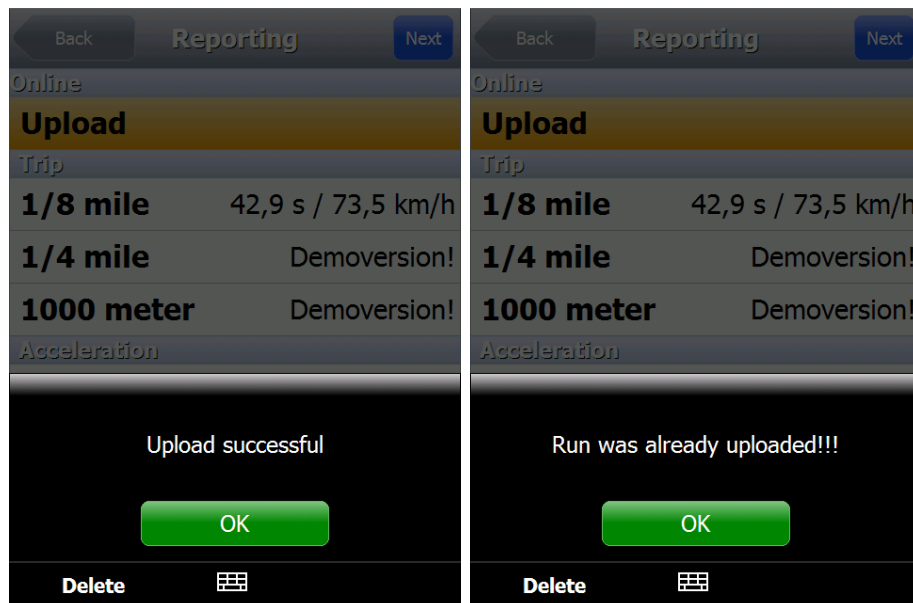 Back Reporting Next
Online
Upload
Trip
1/8 mile 42,9 s / 73,5 km/h
1/4 mile Demoversion!
1000 meter Demoversion!
Acceleration
Upload successful
OK
Delete
Back Reporting Next
Online
Upload
Trip
1/8 mile 42,9 s / 73,5 km/h
1/4 mile Demoversion!
1000 meter Demoversion!
Acceleration
Run was already uploaded!!!
OK
Delete